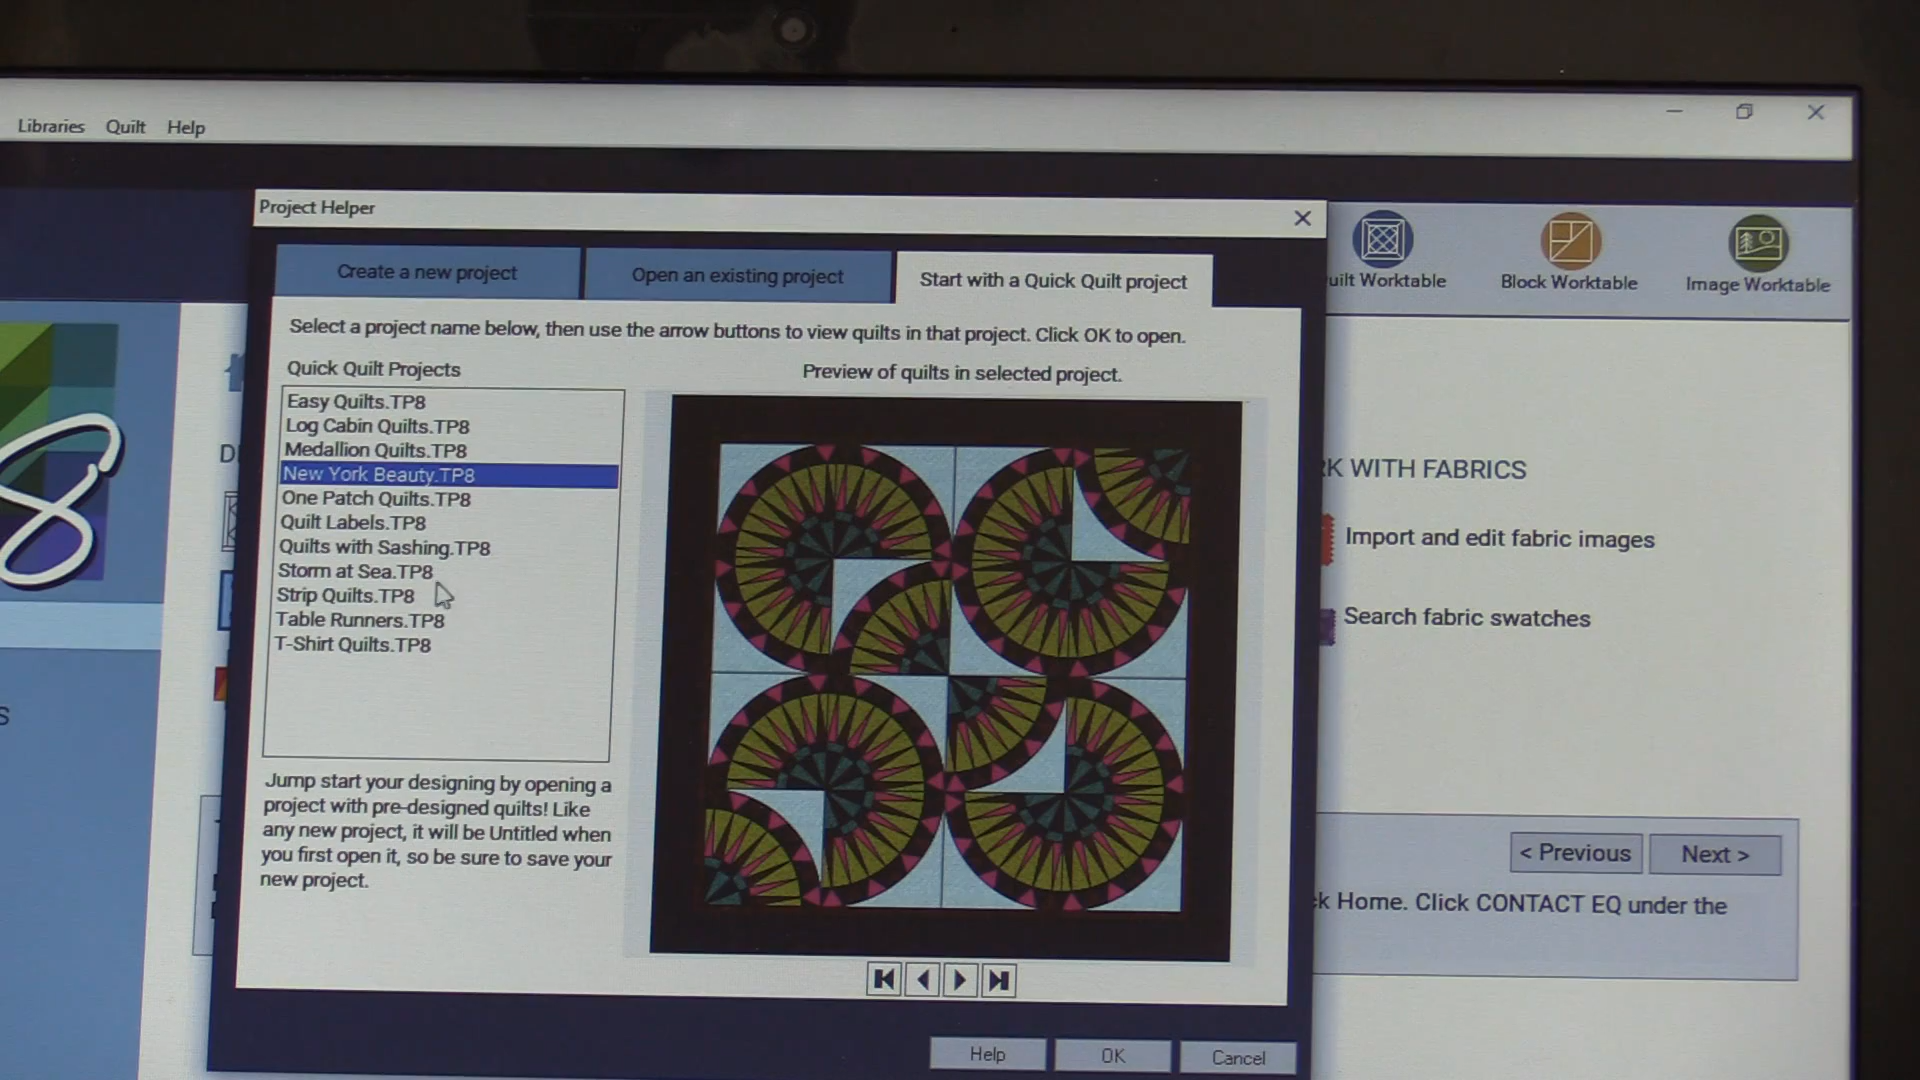 Libraries Quilt Help
Project Helper
Create a new project
Open an existing project
Start with a Quick Quilt project
uilt Worktable
Block Worktable
Image Worktable
Select a project name below, then use the arrow buttons to view quilts in that project. Click OK to open.
Quick Quilt Projects
Preview of quilts in selected project.
Easy Quilts.TP8
Log Cabin Quilts.TP8
Medallion Quilts.TP8
New York Beauty.TP8
One Patch Quilts.TP8
Quilt Labels.TP8
Quilts with Sashing.TP8
Storm at Sea.TP8
Strip Quilts.TP8
Table Runners.TP8
T-Shirt Quilts.TP8
Jump start your designing by opening a
project with pre-designed quilts! Like
any new project, it will be Untitled when
you first open it, so be sure to save your
new project.
8
S
RK WITH FABRICS
Import and edit fabric images
Search fabric swatches
< Previous
Next >
ck Home. Click CONTACT EQ under the
Help
OK
Cancel